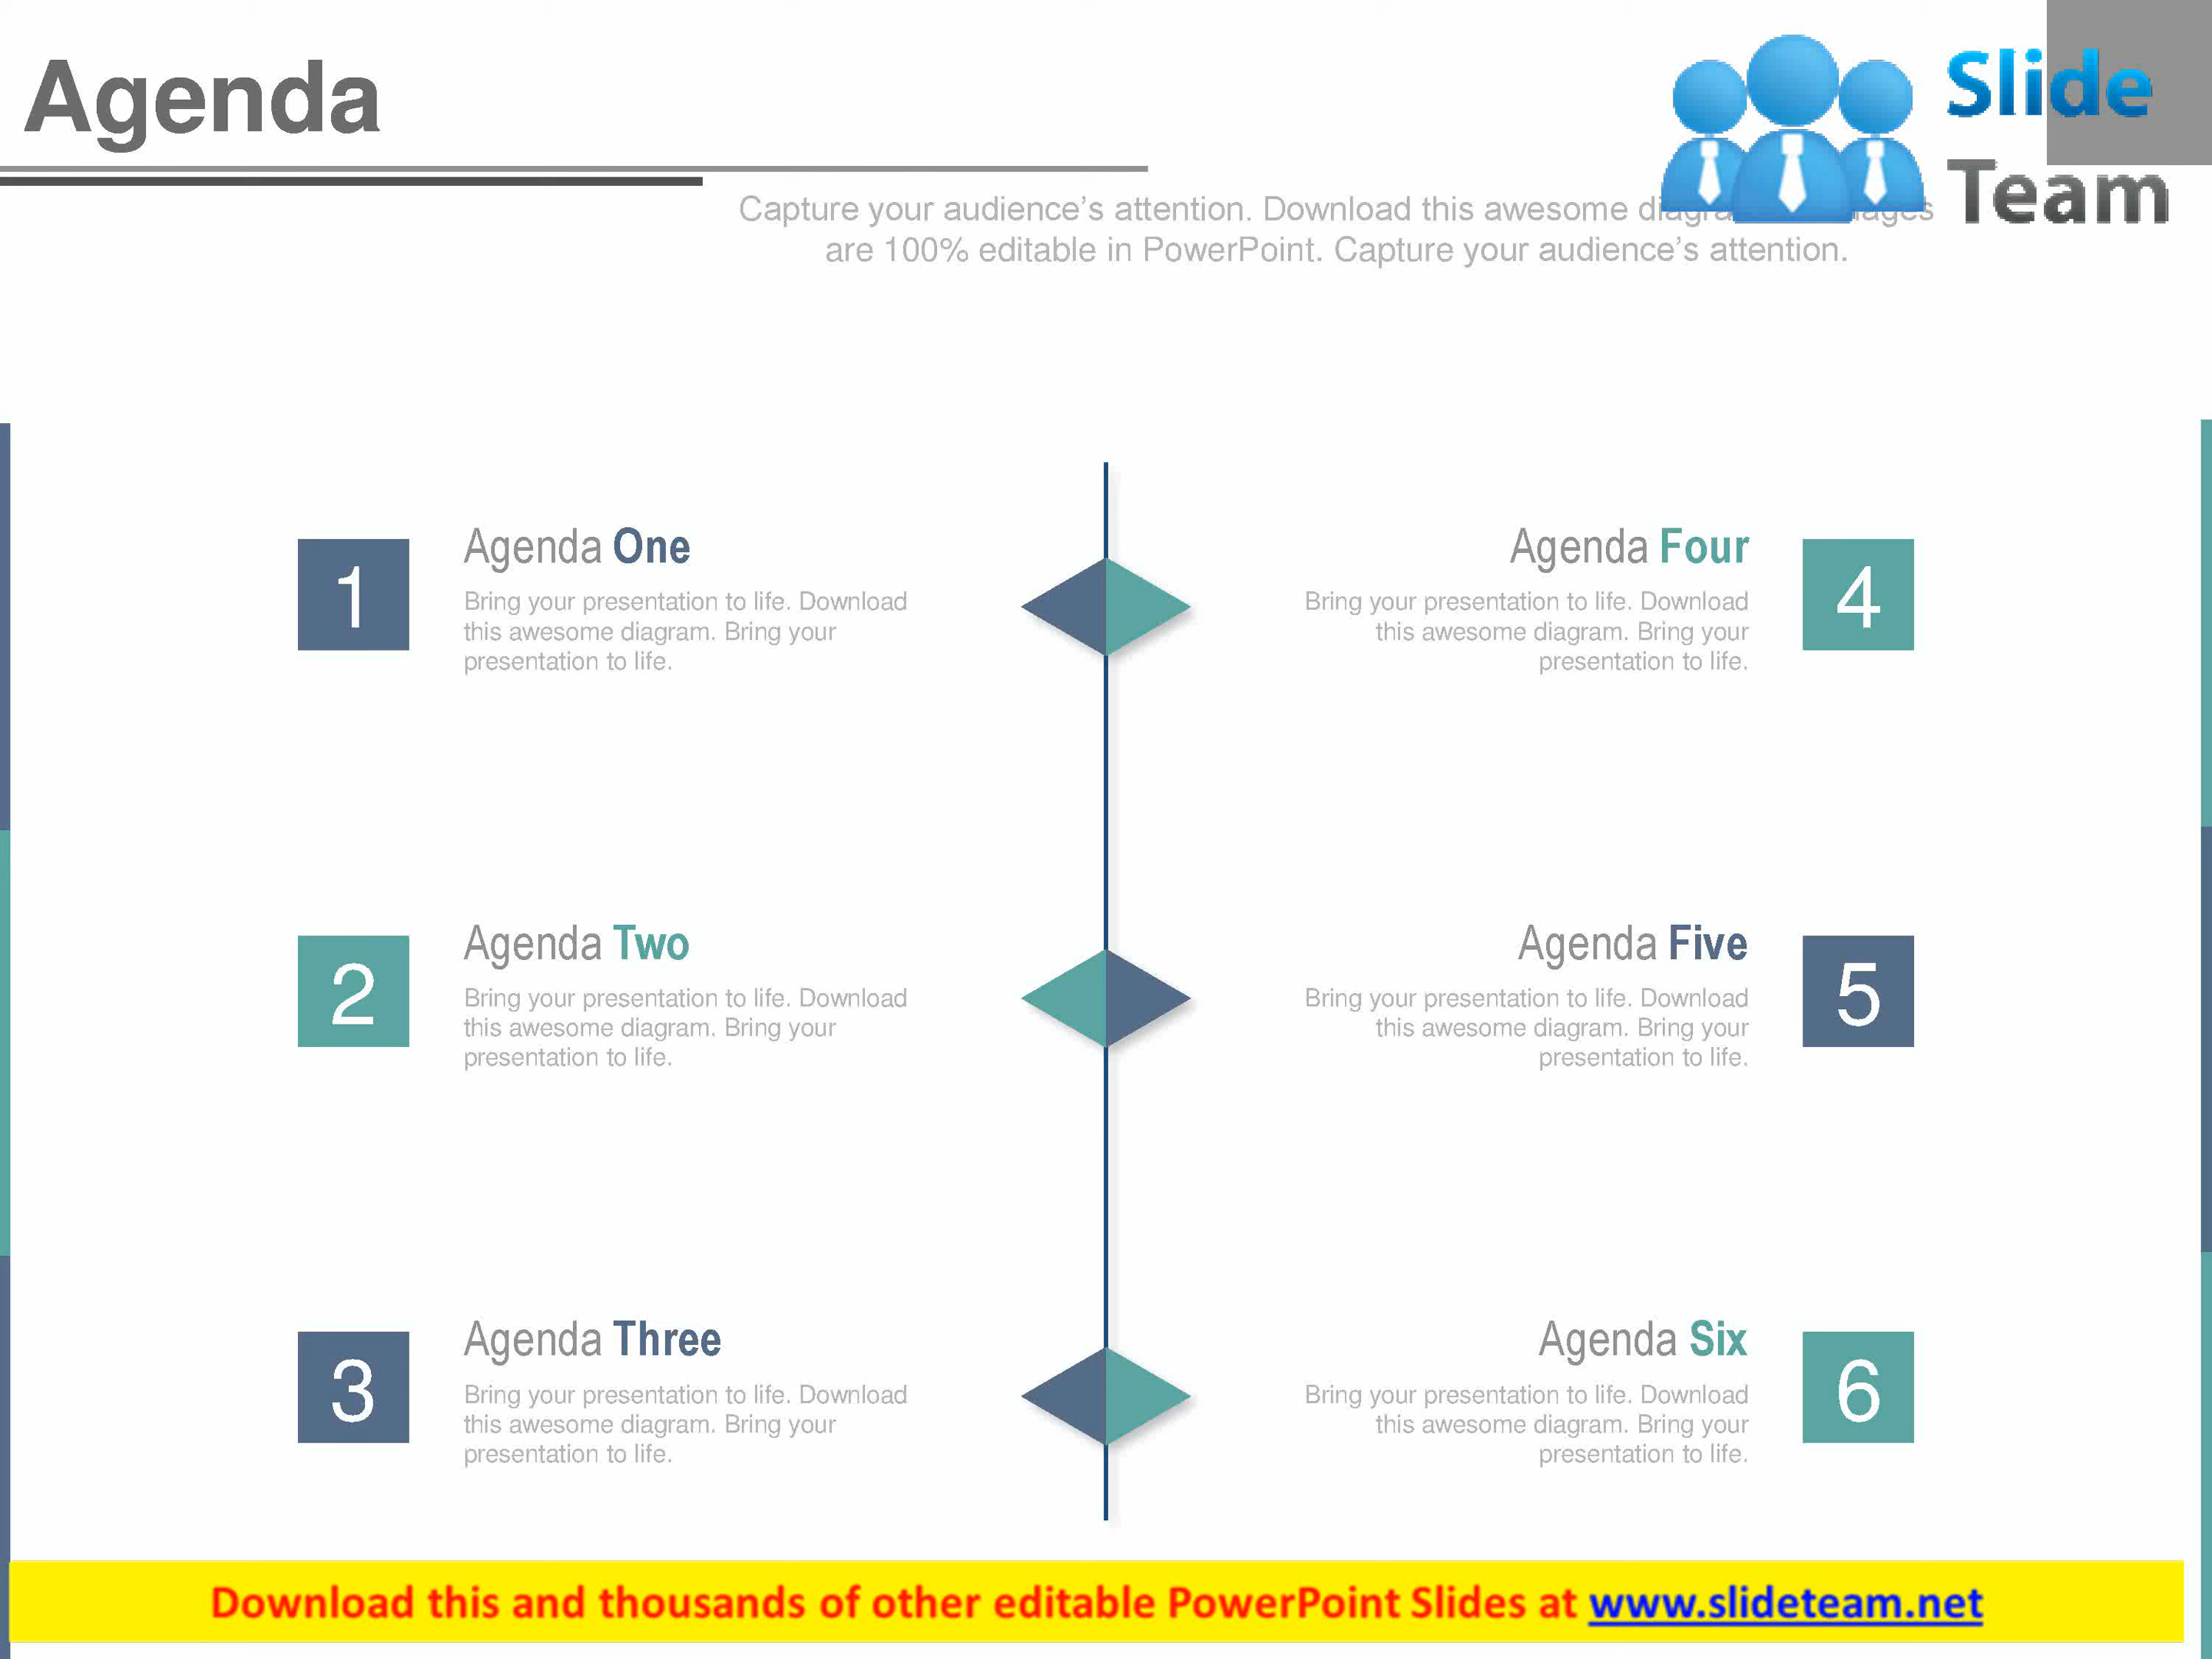 Agenda
Slide
Team
Capture your audience’s attention. Download this awesome
are 100% editable in PowerPoint. Capture your audience’s attention.
1
Agenda One
Bring your presentation to life. Download
this awesome diagram. Bring your
presentation to life.
2
Agenda Two
Bring your presentation to life. Download
this awesome diagram. Bring your
presentation to life.
3
Agenda Three
Bring your presentation to life. Download
this awesome diagram. Bring your
presentation to life.
Agenda Four
4
Bring your presentation to life. Download
this awesome diagram. Bring your
presentation to life.
Agenda Five
5
Bring your presentation to life. Download
this awesome diagram. Bring your
presentation to life.
Agenda Six
6
Bring your presentation to life. Download
this awesome diagram. Bring your
presentation to life.
Download this and thousands of other editable PowerPoint Slides at www.slideteam.net